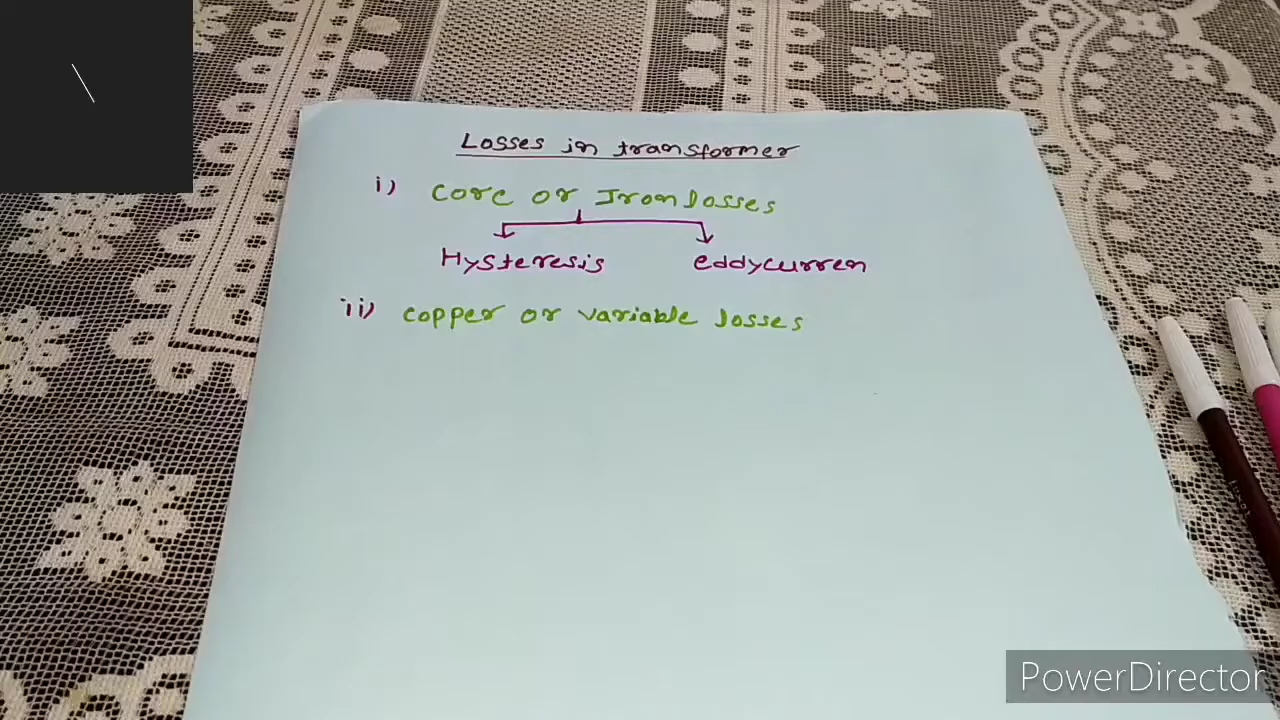 Losses in transformer
i) Core or Iron losses
Hysteresis eddycurren
ii) copper or variable losses
PowerDirector